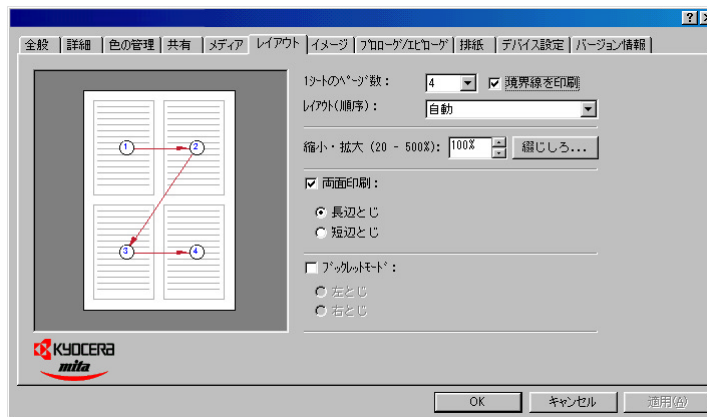 全般 詳細 色の管理 共有 メディア レイアウト イメージ プロローグ/エピローグ 排紙 デバイス設定 バージョン情報
1シートのページ数： 4 境界線を印刷
レイアウト(順序)： 自動
縮小・拡大 (20 - 500%): 100% 綴じしろ...
両面印刷：
長辺とじ
短辺とじ
ブックレットモード：
左とじ
右とじ
1 2
3 4
KYOCERa
mita
OK キャンセル 適用(A)